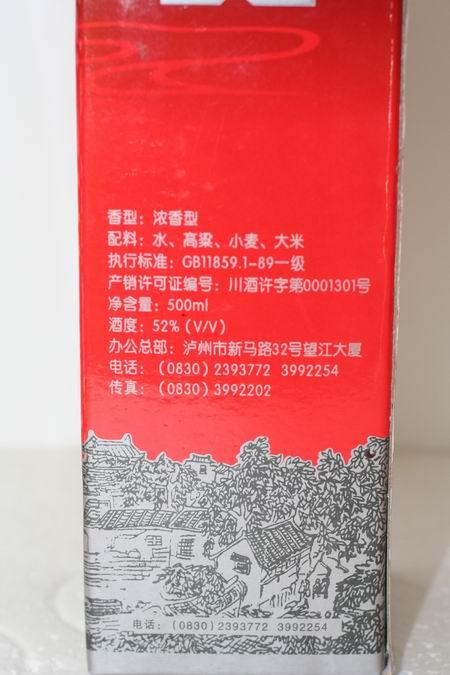 香型：浓香型
配料：水、高粱、小麦、大米
执行标准：GB11859.1-89一级
产销许可证编号：川酒许字第0001301号
净含量：500ml
酒度：52%（V/V）
办公总部：泸州市新马路32号望江大厦
电话：（0830）2393772 3992254
传真：（0830）3992202
电话：（0830）2393772 3992254